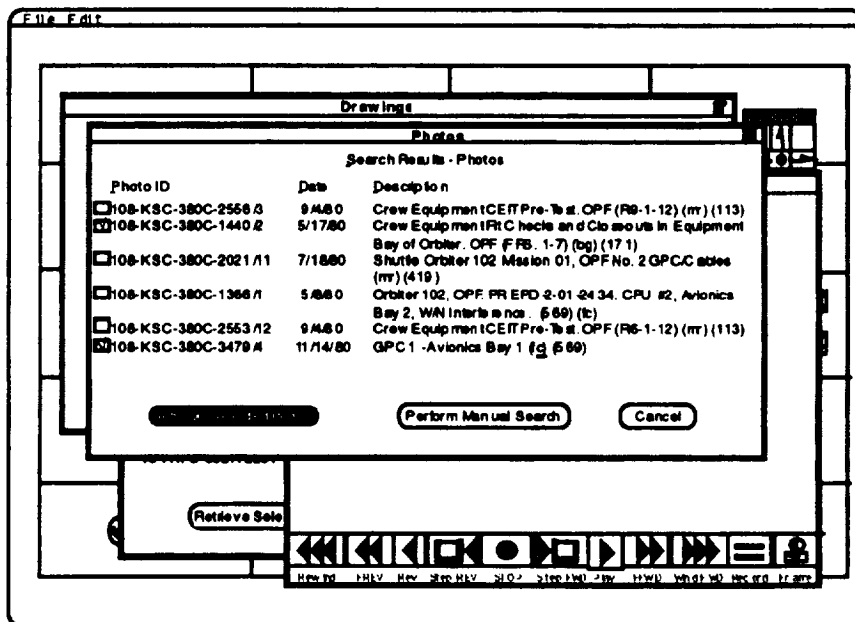 File Edit
Drawings
Photos
Search Results - Photos
Photo ID Date Description
108-KSC-380C-2556/3 9/4/80 Crew Equipment CEIT Pre-Test. OPF (R9-1-12) (rrr) (113)
108-KSC-380C-1440/2 5/17/80 Crew Equipment Fit Checks and Closeouts in Equipment
Bay of Orbiter. OPF (FR5. 1-7) (bg) (171)
108-KSC-380C-2021/11 7/18/80 Shuttle Orbiter 102 Mission 01, OPF No. 2 GPC/Cables
(rrr) (419)
108-KSC-380C-1366/1 5/8/80 Orbiter 102, OPF. PR EPD-2-01-2434. CPU #2, Avionics
Bay 2, W/N Interference. (569) (fc)
108-KSC-380C-2553/12 9/4/80 Crew Equipment CEIT Pre-Test. OPF (R6-1-12) (rrr) (113)
108-KSC-380C-3479/4 11/14/80 GPC 1 - Avionics Bay 1 (fc) (569)
Perform Manual Search Cancel
Retrieve Sele
Rewind FREV Rev Step REV STOP Step FWD Play FFWD Wind FWD Record Frame